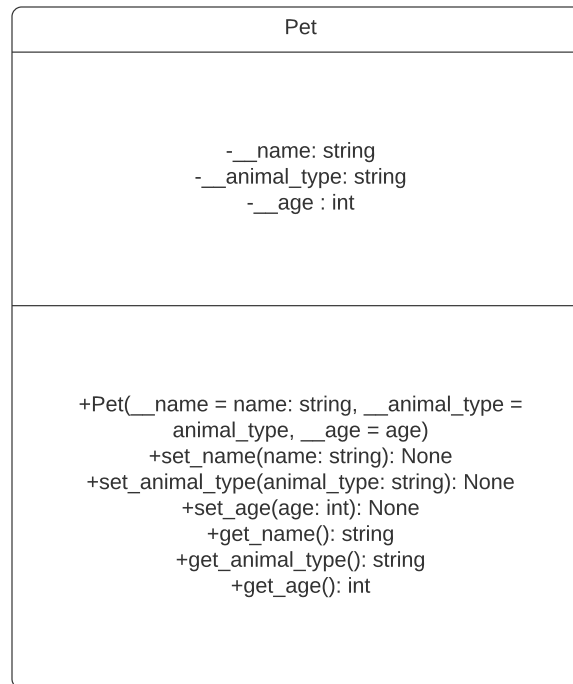 Pet
-__name: string
-__animal_type: string
-__age : int
+Pet(__name = name: string, __animal_type =
animal_type, __age = age)
+set_name(name: string): None
+set_animal_type(animal_type: string): None
+set_age(age: int): None
+get_name(): string
+get_animal_type(): string
+get_age(): int